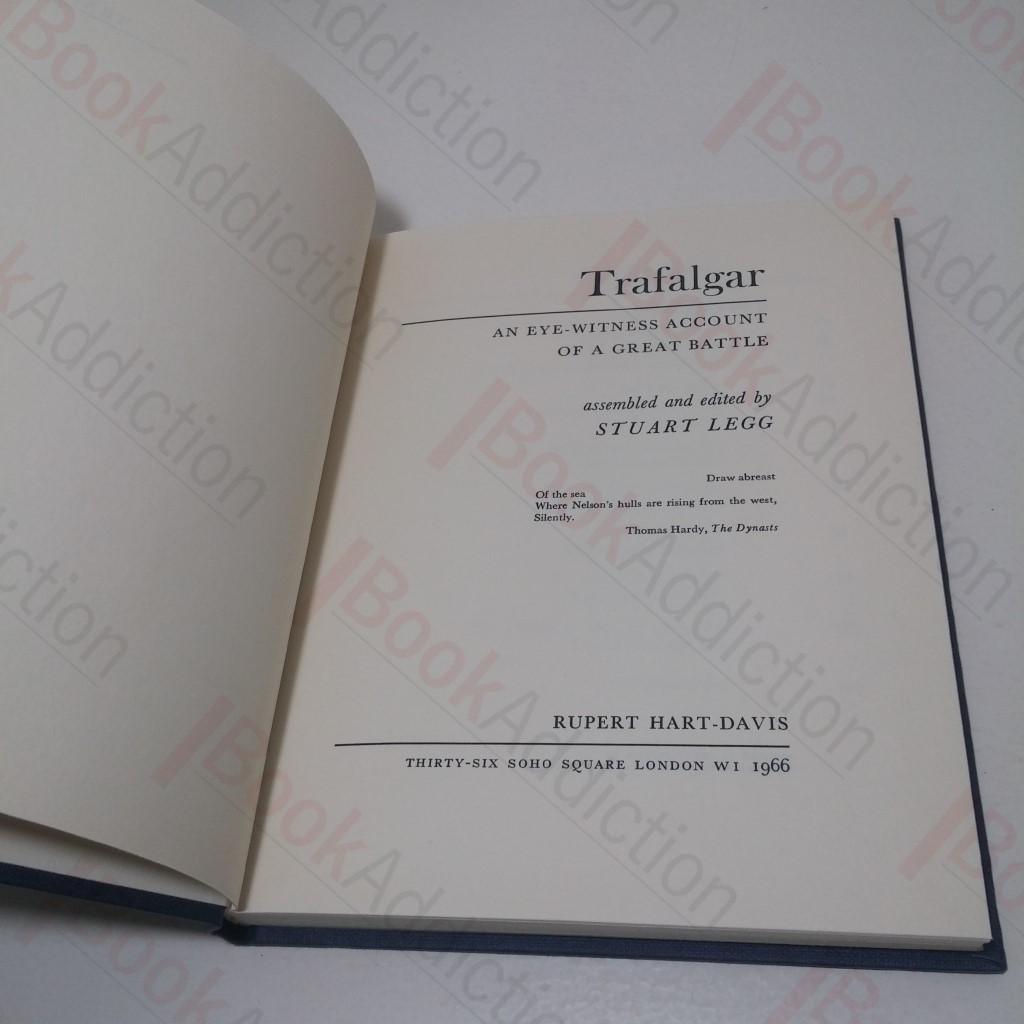 Trafalgar
AN EYE-WITNESS ACCOUNT
OF A GREAT BATTLE
assembled and edited by
STUART LEGG
Draw abreast
Of the sea
Where Nelson's hulls are rising from the west,
Silently.
Thomas Hardy, The Dynasts
RUPERT HART-DAVIS
THIRTY-SIX SOHO SQUARE LONDON W1 1966
BookAddiction